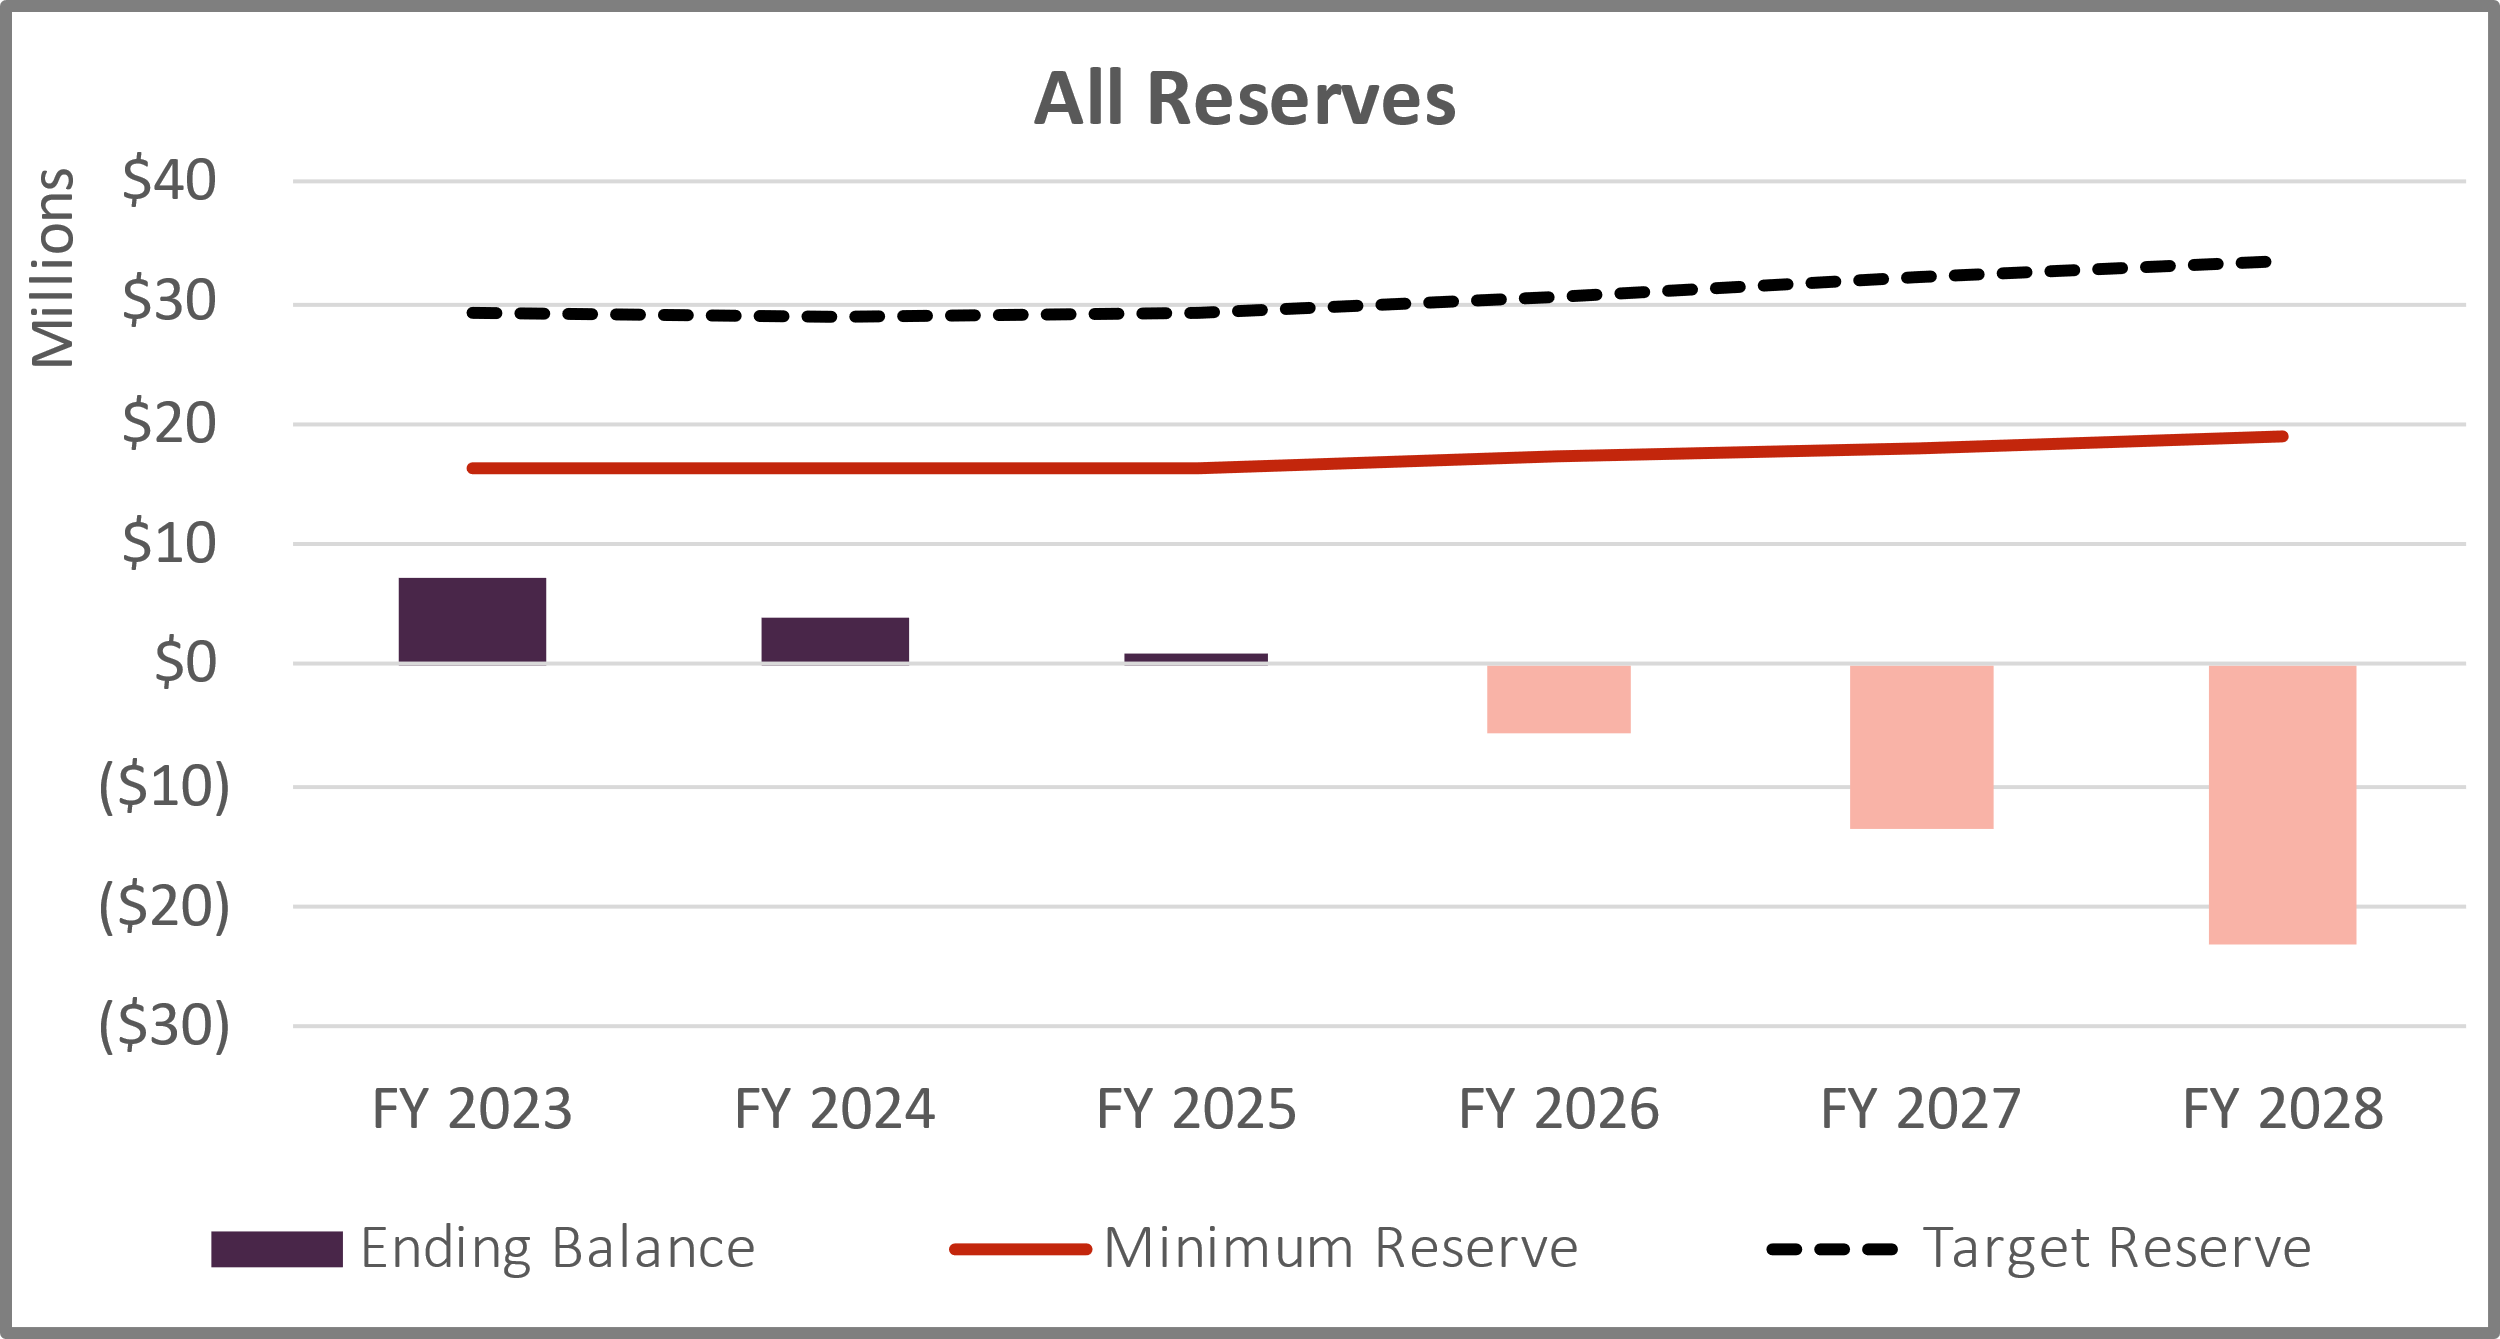 All Reserves
Millions
$40
$30
$20
$10
$0
($10)
($20)
($30)
FY 2023 FY 2024 FY 2025 FY 2026 FY 2027 FY 2028
Ending Balance Minimum Reserve Target Reserve